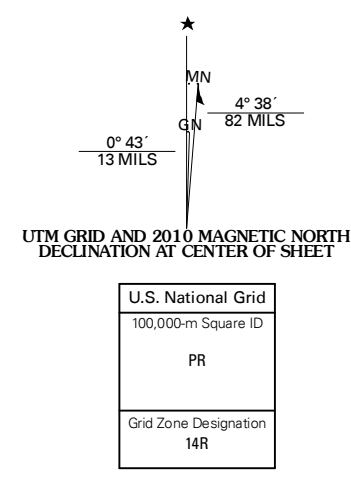 MN
4° 38´
82 MILS
GN
0° 43´
13 MILS
UTM GRID AND 2010 MAGNETIC NORTH
DECLINATION AT CENTER OF SHEET
U.S. National Grid
100,000-m Square ID
PR
Grid Zone Designation
14R